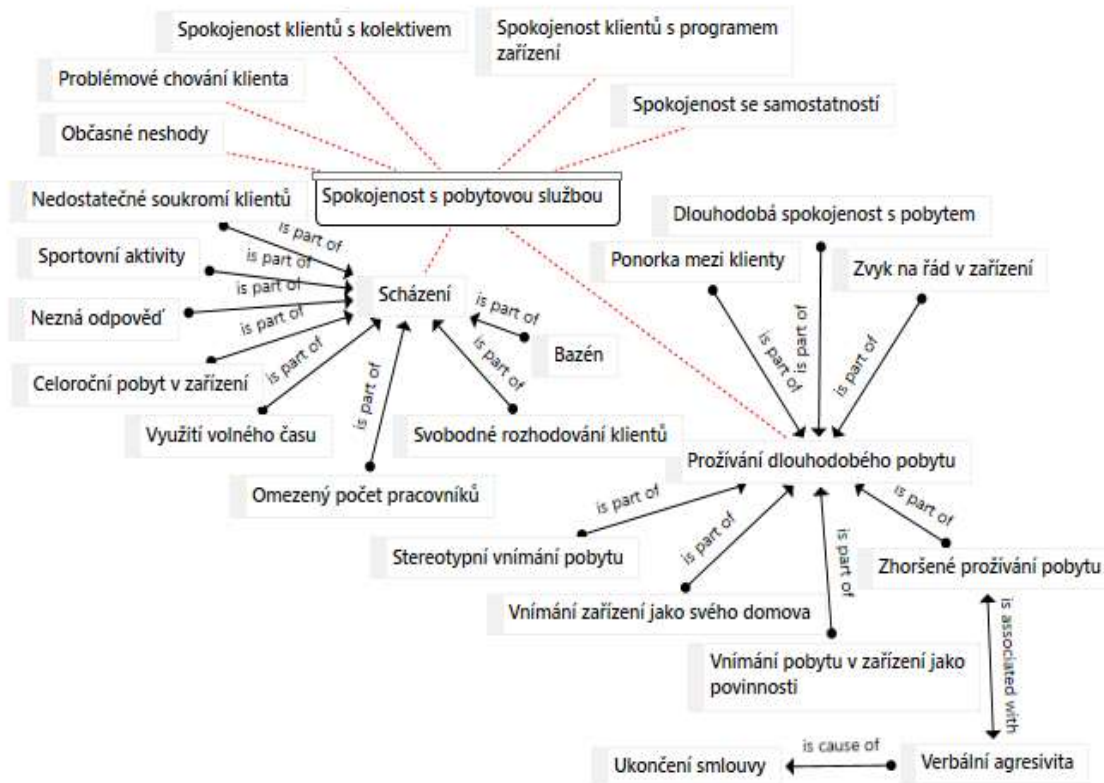 Spokojenost klientů s kolektivem
Spokojenost klientů s programem
zařízení
Problémové chování klienta
Spokojenost se samostatností
Občasné neshody
Spokojenost s pobytovou službou
Nedostatečné soukromí klientů
Dlouhodobá spokojenost s pobytem
is part of
Sportovní aktivity
is part of
Ponorka mezi klienty
Zvyk na řád v zařízení
is part of
Scházení
Nezná odpověď
is part of
is part of
Bazén
Celoroční pobyt v zařízení
is part of
is part of
is part of
is part of
is part of
is part of
Využití volného času
Svobodné rozhodování klientů
Prožívání dlouhodobého pobytu
Omezený počet pracovníků
is part of
is part of
is part of
is part of
Stereotypní vnímání pobytu
Zhoršené prožívání pobytu
Vnímání zařízení jako svého domova
is associated with
Vnímání pobytu v zařízení jako
povinnosti
Ukončení smlouvy
is cause of
Verbální agresivita